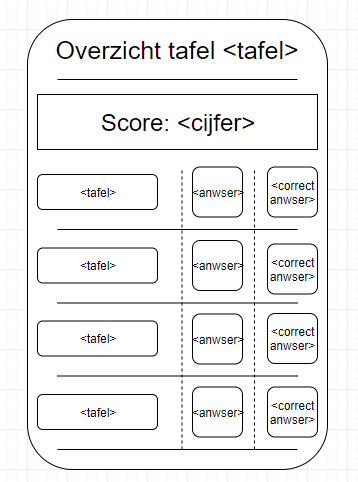 Overzicht tafel <tafel>
Score: <cijfer>
<tafel> <anwser> <correct
anwser>
<tafel> <anwser> <correct
anwser>
<tafel> <anwser> <correct
anwser>
<tafel> <anwser> <correct
anwser>